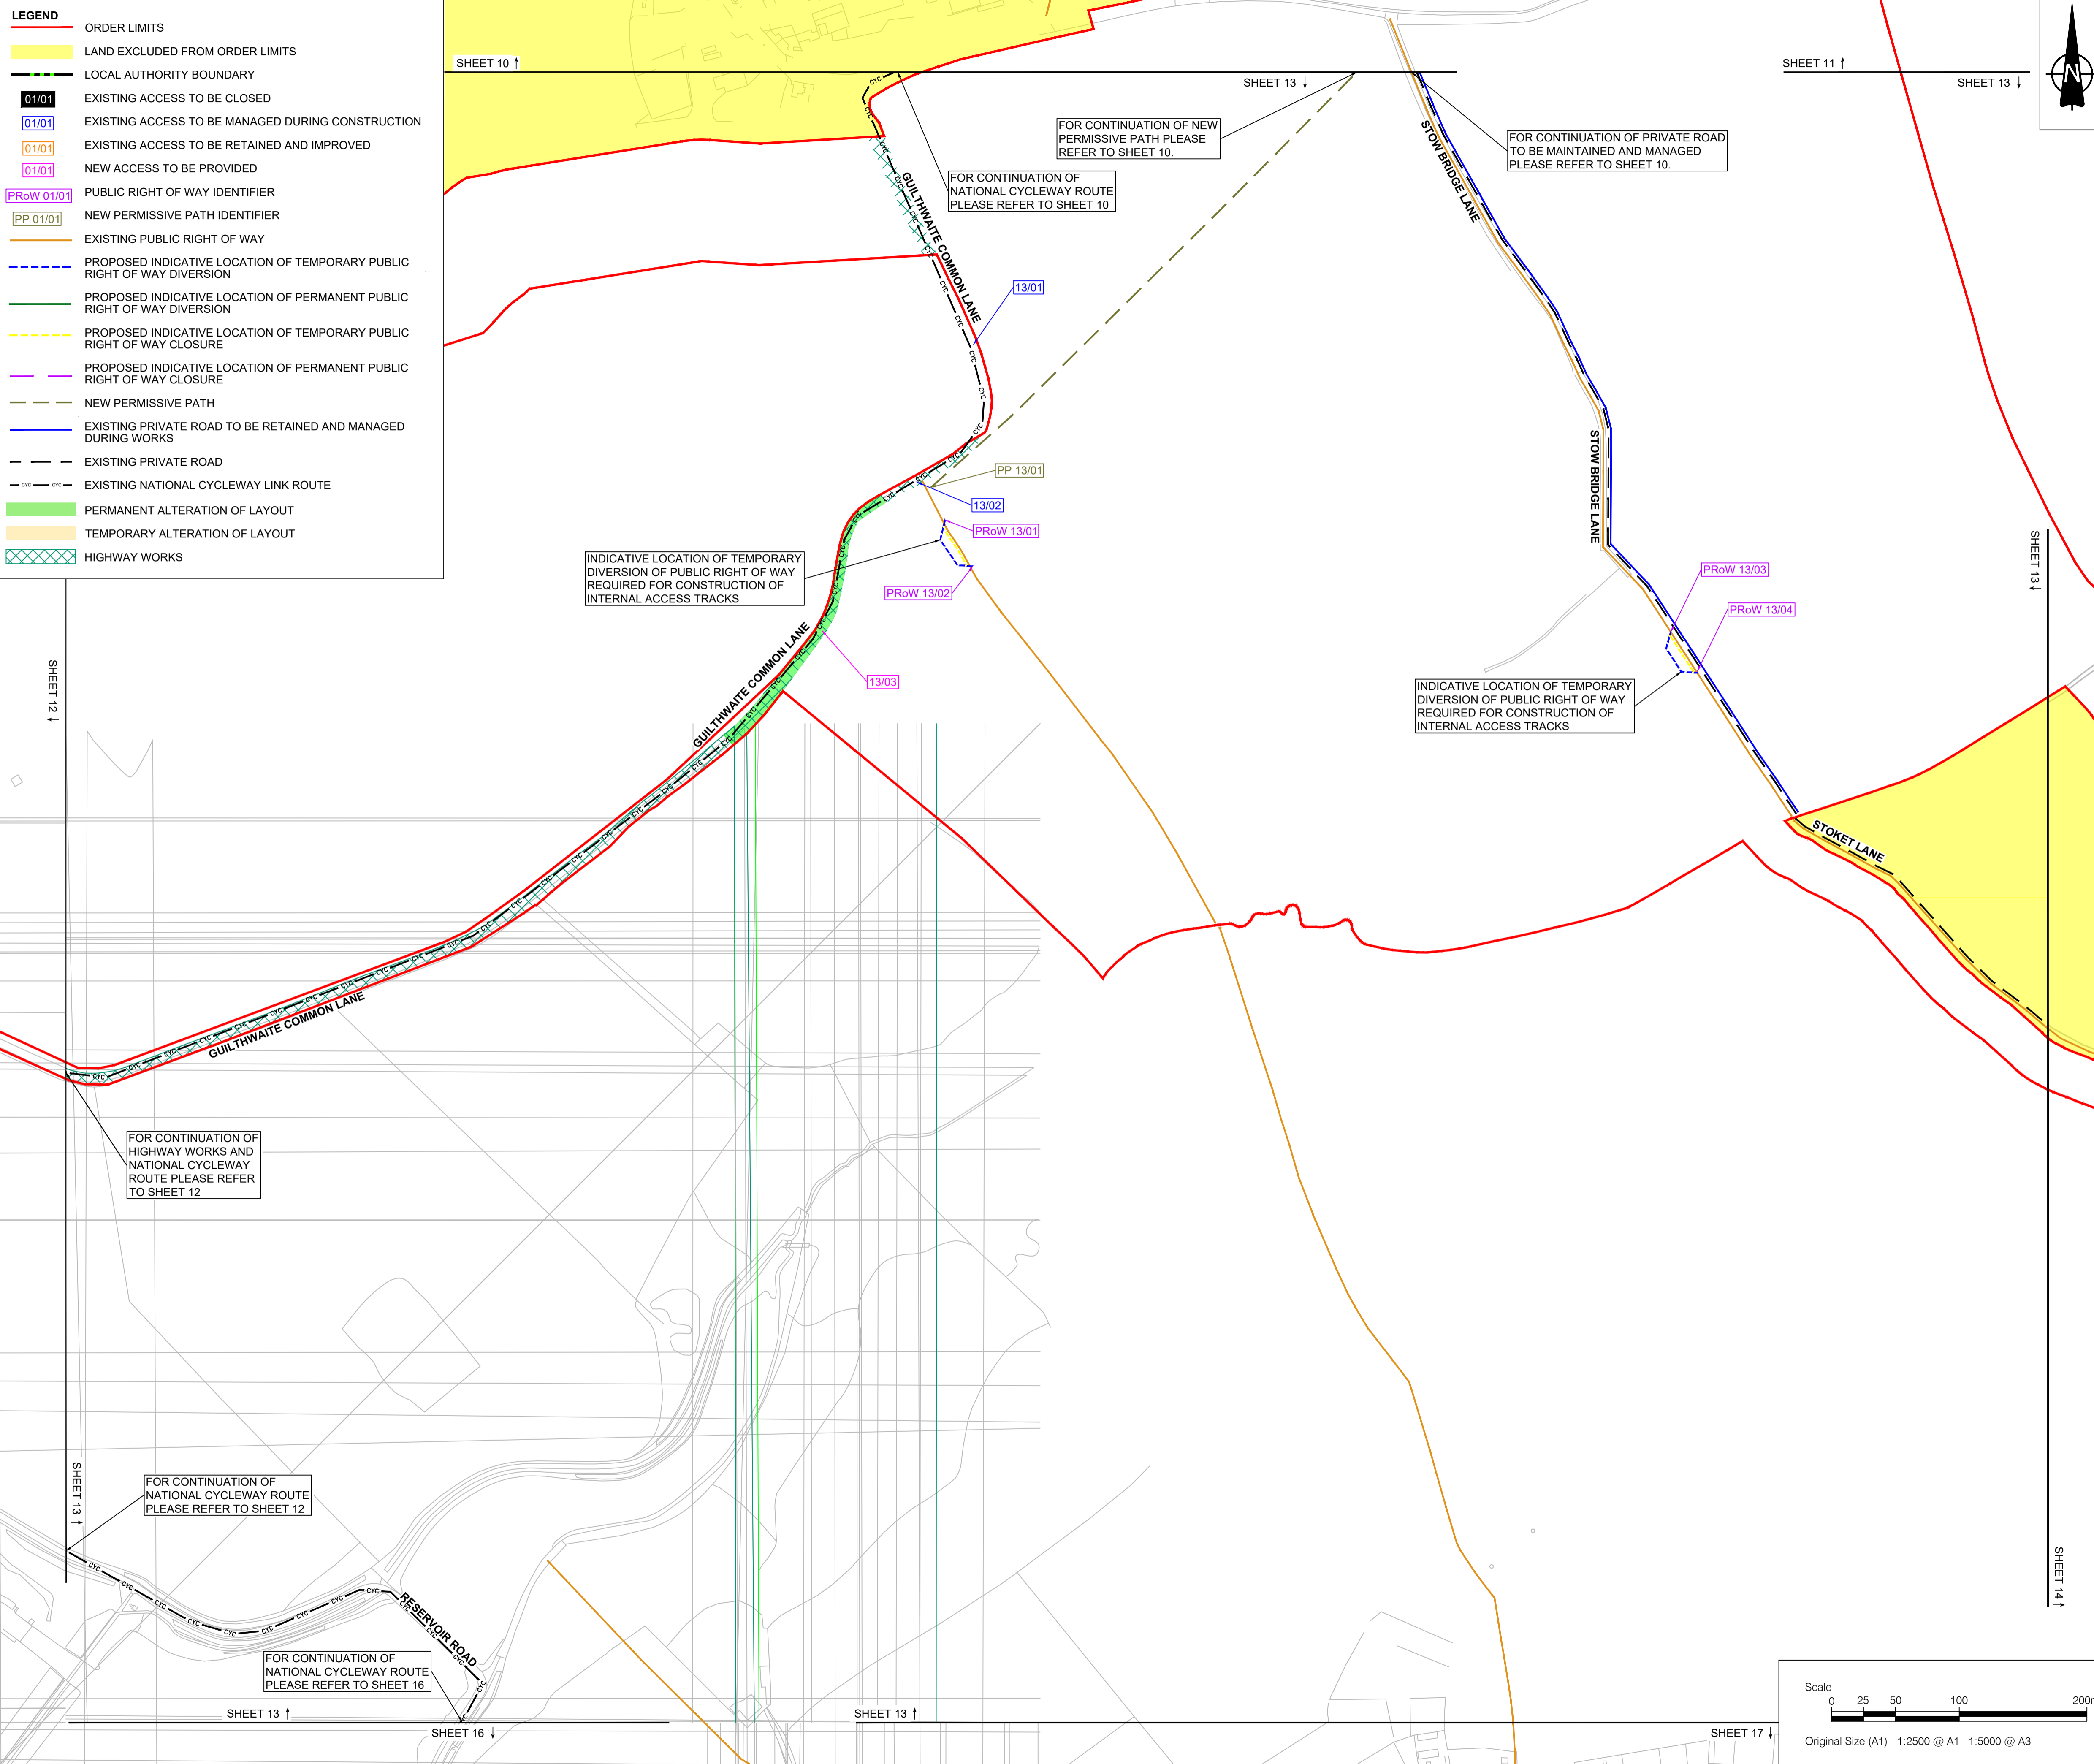 LEGEND
ORDER LIMITS
LAND EXCLUDED FROM ORDER LIMITS
LOCAL AUTHORITY BOUNDARY
01/01 EXISTING ACCESS TO BE CLOSED
01/01 EXISTING ACCESS TO BE MANAGED DURING CONSTRUCTION
01/01 EXISTING ACCESS TO BE RETAINED AND IMPROVED
01/01 NEW ACCESS TO BE PROVIDED
PRoW 01/01 PUBLIC RIGHT OF WAY IDENTIFIER
PP 01/01 NEW PERMISSIVE PATH IDENTIFIER
EXISTING PUBLIC RIGHT OF WAY
PROPOSED INDICATIVE LOCATION OF TEMPORARY PUBLIC
RIGHT OF WAY DIVERSION
PROPOSED INDICATIVE LOCATION OF PERMANENT PUBLIC
RIGHT OF WAY DIVERSION
PROPOSED INDICATIVE LOCATION OF TEMPORARY PUBLIC
RIGHT OF WAY CLOSURE
PROPOSED INDICATIVE LOCATION OF PERMANENT PUBLIC
RIGHT OF WAY CLOSURE
NEW PERMISSIVE PATH
EXISTING PRIVATE ROAD TO BE RETAINED AND MANAGED
DURING WORKS
EXISTING PRIVATE ROAD
CYC CYC EXISTING NATIONAL CYCLEWAY LINK ROUTE
PERMANENT ALTERATION OF LAYOUT
TEMPORARY ALTERATION OF LAYOUT
HIGHWAY WORKS
SHEET 10 ↑
SHEET 13 ↓
SHEET 11 ↑
SHEET 13 ↓
N
FOR CONTINUATION OF NEW
PERMISSIVE PATH PLEASE
REFER TO SHEET 10.
FOR CONTINUATION OF PRIVATE ROAD
TO BE MAINTAINED AND MANAGED
PLEASE REFER TO SHEET 10.
FOR CONTINUATION OF
NATIONAL CYCLEWAY ROUTE
PLEASE REFER TO SHEET 10
GUILTHWAITE COMMON LANE
STOW BRIDGE LANE
13/01
PP 13/01
13/02
PRoW 13/01
STOW BRIDGE LANE
INDICATIVE LOCATION OF TEMPORARY
DIVERSION OF PUBLIC RIGHT OF WAY
REQUIRED FOR CONSTRUCTION OF
INTERNAL ACCESS TRACKS
PRoW 13/02
PRoW 13/03
PRoW 13/04
SHEET 13 ↓
SHEET 12 ↓
GUILTHWAITE COMMON LANE
13/03
INDICATIVE LOCATION OF TEMPORARY
DIVERSION OF PUBLIC RIGHT OF WAY
REQUIRED FOR CONSTRUCTION OF
INTERNAL ACCESS TRACKS
STOKET LANE
GUILTHWAITE COMMON LANE
FOR CONTINUATION OF
HIGHWAY WORKS AND
NATIONAL CYCLEWAY
ROUTE PLEASE REFER
TO SHEET 12
SHEET 13 →
FOR CONTINUATION OF
NATIONAL CYCLEWAY ROUTE
PLEASE REFER TO SHEET 12
SHEET 14 ↑
RESERVOIR ROAD
FOR CONTINUATION OF
NATIONAL CYCLEWAY ROUTE
PLEASE REFER TO SHEET 16
SHEET 13 ↑
SHEET 16 ↓
SHEET 13 ↑
SHEET 17 ↓
Scale
0 25 50 100 200m
Original Size (A1) 1:2500 @ A1 1:5000 @ A3